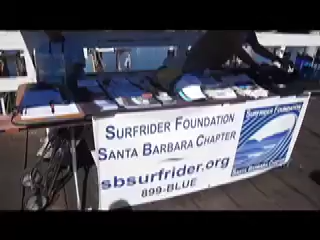 SURFRIDER FOUNDATION
SANTA BARBARA CHAPTER
sbsurfrider.org
899-BLUE
SURFRIDER FOUNDATION
SANTA BARBARA CHAPTER